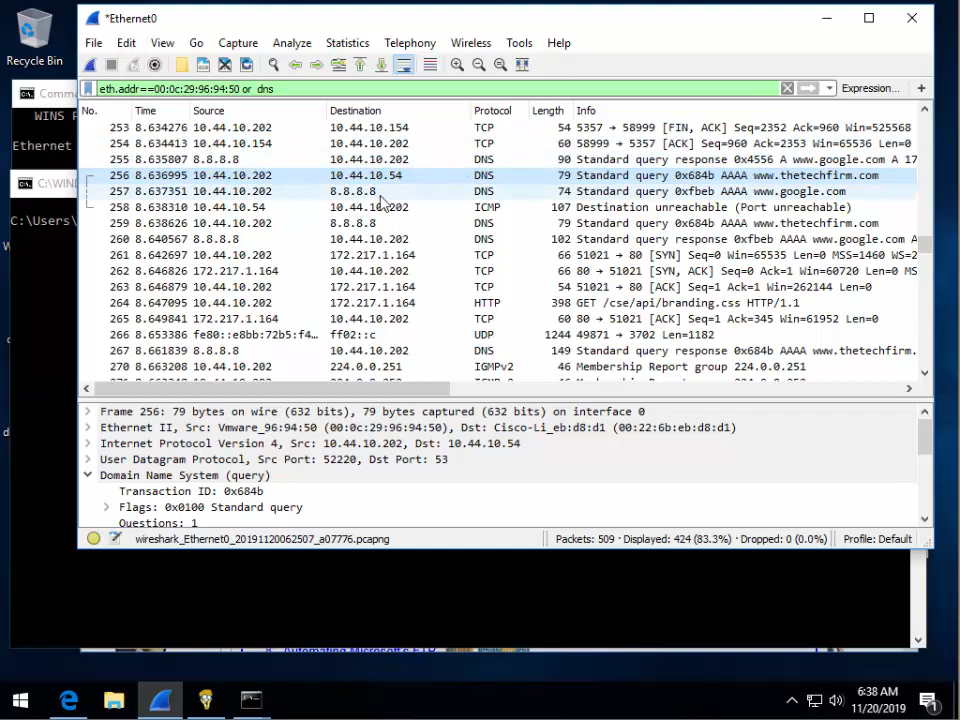 Recycle Bin
Comma
WINS P
Ethernet
C:\WIND
C:\Users\
*Ethernet0
File Edit View Go Capture Analyze Statistics Telephony Wireless Tools Help
eth.addr==00:0c:29:96:94:50 or dns
Expression...
No. Time Source Destination Protocol Length Info
253 8.634276 10.44.10.202 10.44.10.154 TCP 54 5357 → 58999 [FIN, ACK] Seq=2352 Ack=960 Win=525568
254 8.634413 10.44.10.154 10.44.10.202 TCP 60 58999 → 5357 [ACK] Seq=960 Ack=2353 Win=65536 Len=0
255 8.635807 8.8.8.8 10.44.10.202 DNS 90 Standard query response 0x4556 A www.google.com A 17
256 8.636995 10.44.10.202 10.44.10.54 DNS 79 Standard query 0x684b AAAA www.thetechfirm.com
257 8.637351 10.44.10.202 8.8.8.8 DNS 74 Standard query 0xfbeb AAAA www.google.com
258 8.638310 10.44.10.54 10.44.10.202 ICMP 107 Destination unreachable (Port unreachable)
259 8.638626 10.44.10.202 8.8.8.8 DNS 79 Standard query 0x684b AAAA www.thetechfirm.com
260 8.640567 8.8.8.8 10.44.10.202 DNS 102 Standard query response 0xfbeb AAAA www.google.com A
261 8.642697 10.44.10.202 172.217.1.164 TCP 66 51021 → 80 [SYN] Seq=0 Win=65535 Len=0 MSS=1460 WS=2
262 8.646826 172.217.1.164 10.44.10.202 TCP 66 80 → 51021 [SYN, ACK] Seq=0 Ack=1 Win=60720 Len=0 MS
263 8.646879 10.44.10.202 172.217.1.164 TCP 54 51021 → 80 [ACK] Seq=1 Ack=1 Win=262144 Len=0
264 8.647095 10.44.10.202 172.217.1.164 HTTP 398 GET /cse/api/branding.css HTTP/1.1
265 8.649841 172.217.1.164 10.44.10.202 TCP 60 80 → 51021 [ACK] Seq=1 Ack=345 Win=61952 Len=0
266 8.653386 fe80::e8bb:72b5:f4… ff02::c UDP 1244 49871 → 3702 Len=1182
267 8.661839 8.8.8.8 10.44.10.202 DNS 149 Standard query response 0x684b AAAA www.thetechfirm.
270 8.663208 10.44.10.202 224.0.0.251 IGMPv2 46 Membership Report group 224.0.0.251
Frame 256: 79 bytes on wire (632 bits), 79 bytes captured (632 bits) on interface 0
Ethernet II, Src: Vmware_96:94:50 (00:0c:29:96:94:50), Dst: Cisco-Li_eb:d8:d1 (00:22:6b:eb:d8:d1)
Internet Protocol Version 4, Src: 10.44.10.202, Dst: 10.44.10.54
User Datagram Protocol, Src Port: 52220, Dst Port: 53
Domain Name System (query)
Transaction ID: 0x684b
Flags: 0x0100 Standard query
Questions: 1
wireshark_Ethernet0_20191120062507_a07776.pcapng
Packets: 509 · Displayed: 424 (83.3%) · Dropped: 0 (0.0%)
Profile: Default
6:38 AM
11/20/2019
1